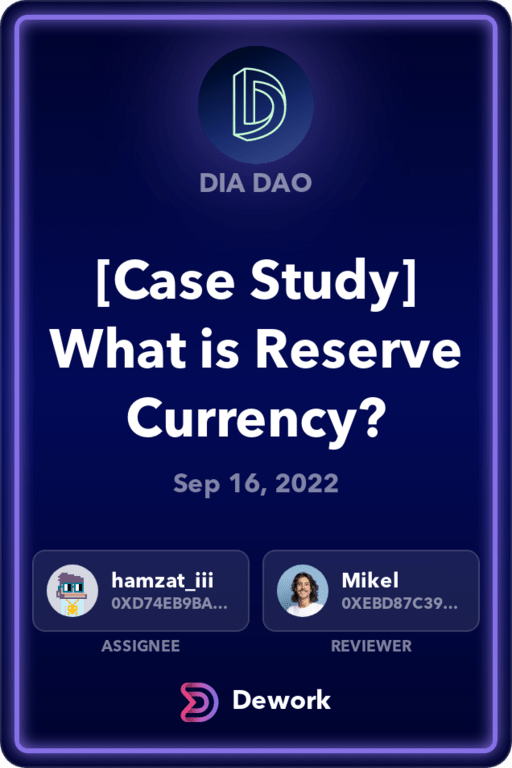 DIA DAO
[Case Study]
What is Reserve
Currency?
Sep 16, 2022
hamzat_iii
0XD74EB9BA...
Mikel
0XEBD87C39...
ASSIGNEE
REVIEWER
Dework